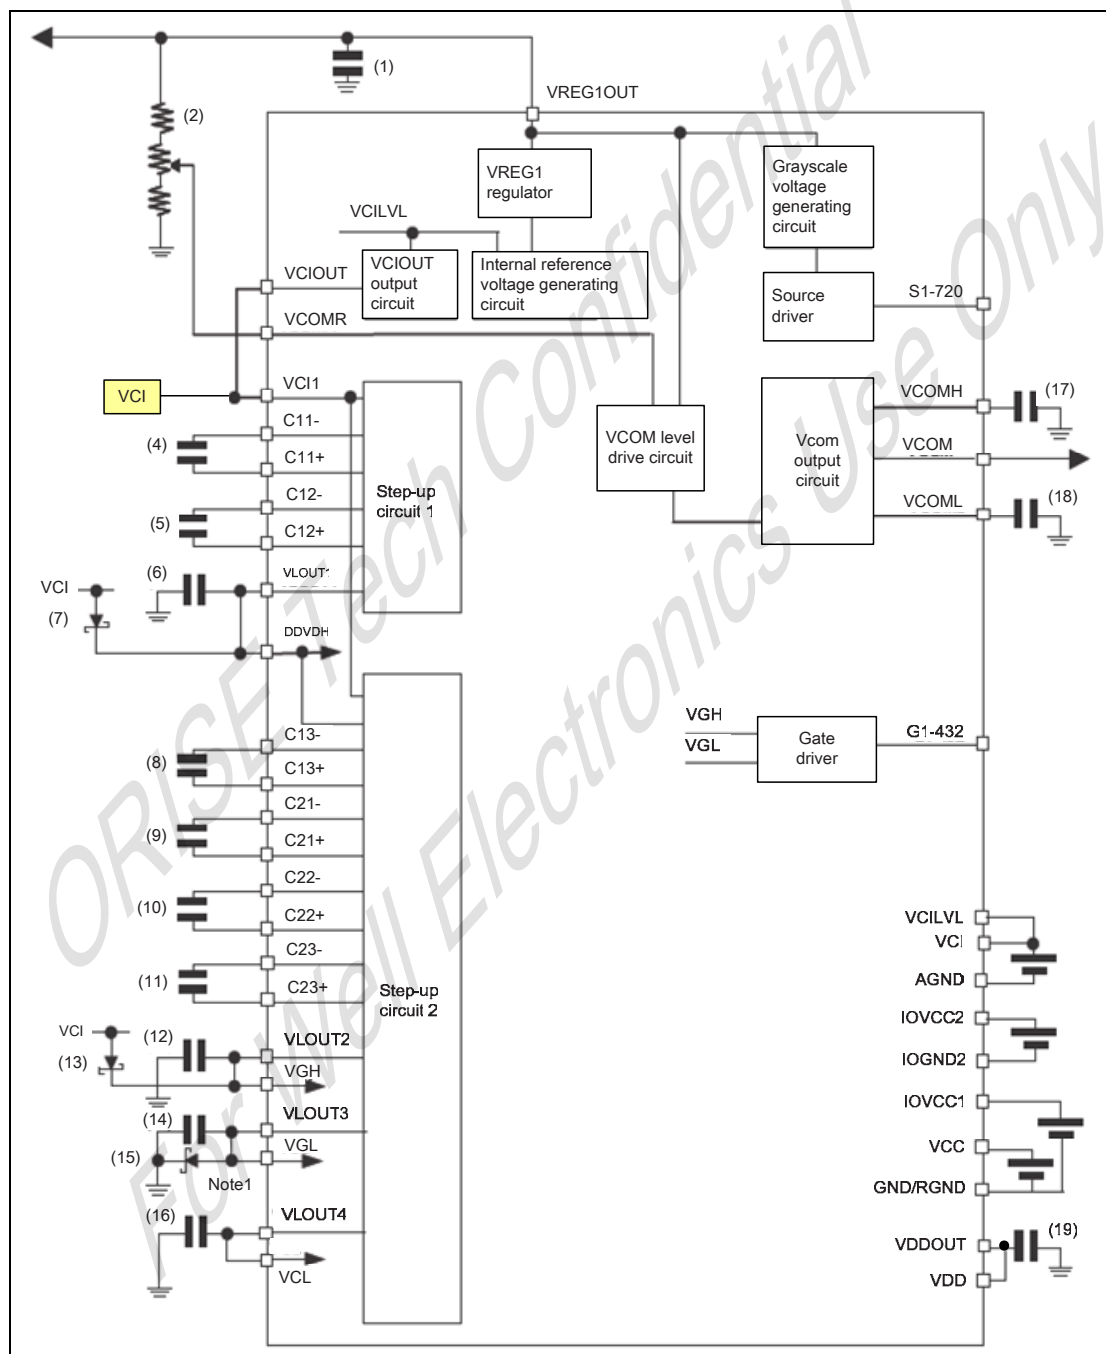 (1)
VREG1OUT
(2)
VREG1
regulator
Grayscale
voltage
generating
circuit
VCILVL
VCIOUT
VCIOUT
output
circuit
Internal reference
voltage generating
circuit
Source
driver
S1-720
VCOMR
VCI
VCI1
C11-
(4)
C11+
C12-
(5)
C12+
Step-up
circuit 1
VCOM level
drive circuit
Vcom
output
circuit
VCOMH
(17)
VCOM
VCOML
(18)
(6)
VLOUT1
VCI
(7)
DDVDH
C13-
(8)
C13+
C21-
(9)
C21+
C22-
(10)
C22+
C23-
(11)
C23+
Step-up
circuit 2
VGH
VGL
Gate
driver
G1-432
VCILVL
VCI
AGND
IOVCC2
IOGND2
IOVCC1
VCC
GND/RGND
VDDOUT
(19)
VDD
VCI
(12)
(13)
VLOUT2
VGH
(14)
VLOUT3
(15)
VGL
Note1
(16)
VLOUT4
VCL
ORISE Tech Confidential
For Well Electronics Use Only